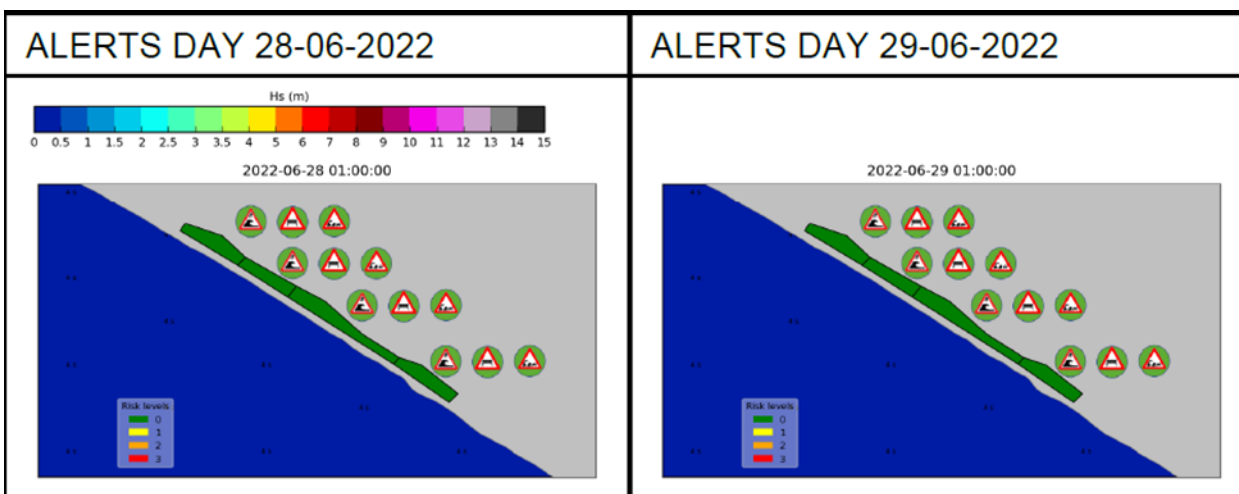 ALERTS DAY 28-06-2022
ALERTS DAY 29-06-2022
Hs (m)
0 0.5 1 1.5 2 2.5 3 3.5 4 5 6 7 8 9 10 11 12 13 14 15
2022-06-28 01:00:00
2022-06-29 01:00:00
Risk levels
0
1
2
3
Risk levels
0
1
2
3